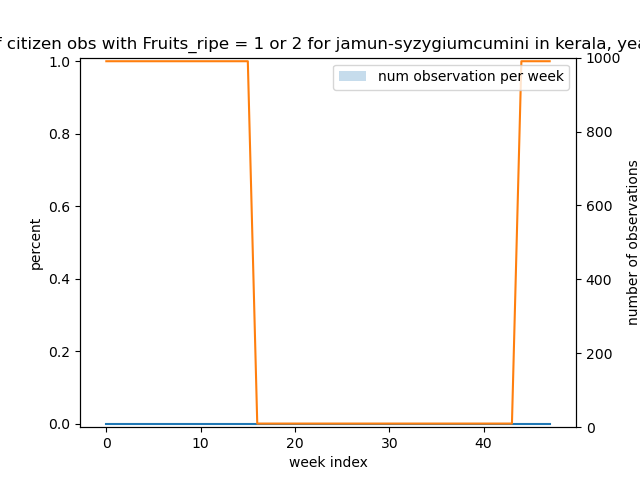 citizen obs with Fruits_ripe = 1 or 2 for jamun-syzygiumcumini in kerala,
num observation per week
1.0
0.8
0.6
0.4
0.2
0.0
percent
1000
800
600
400
200
0
number of observations
0 10 20 30 40
week index